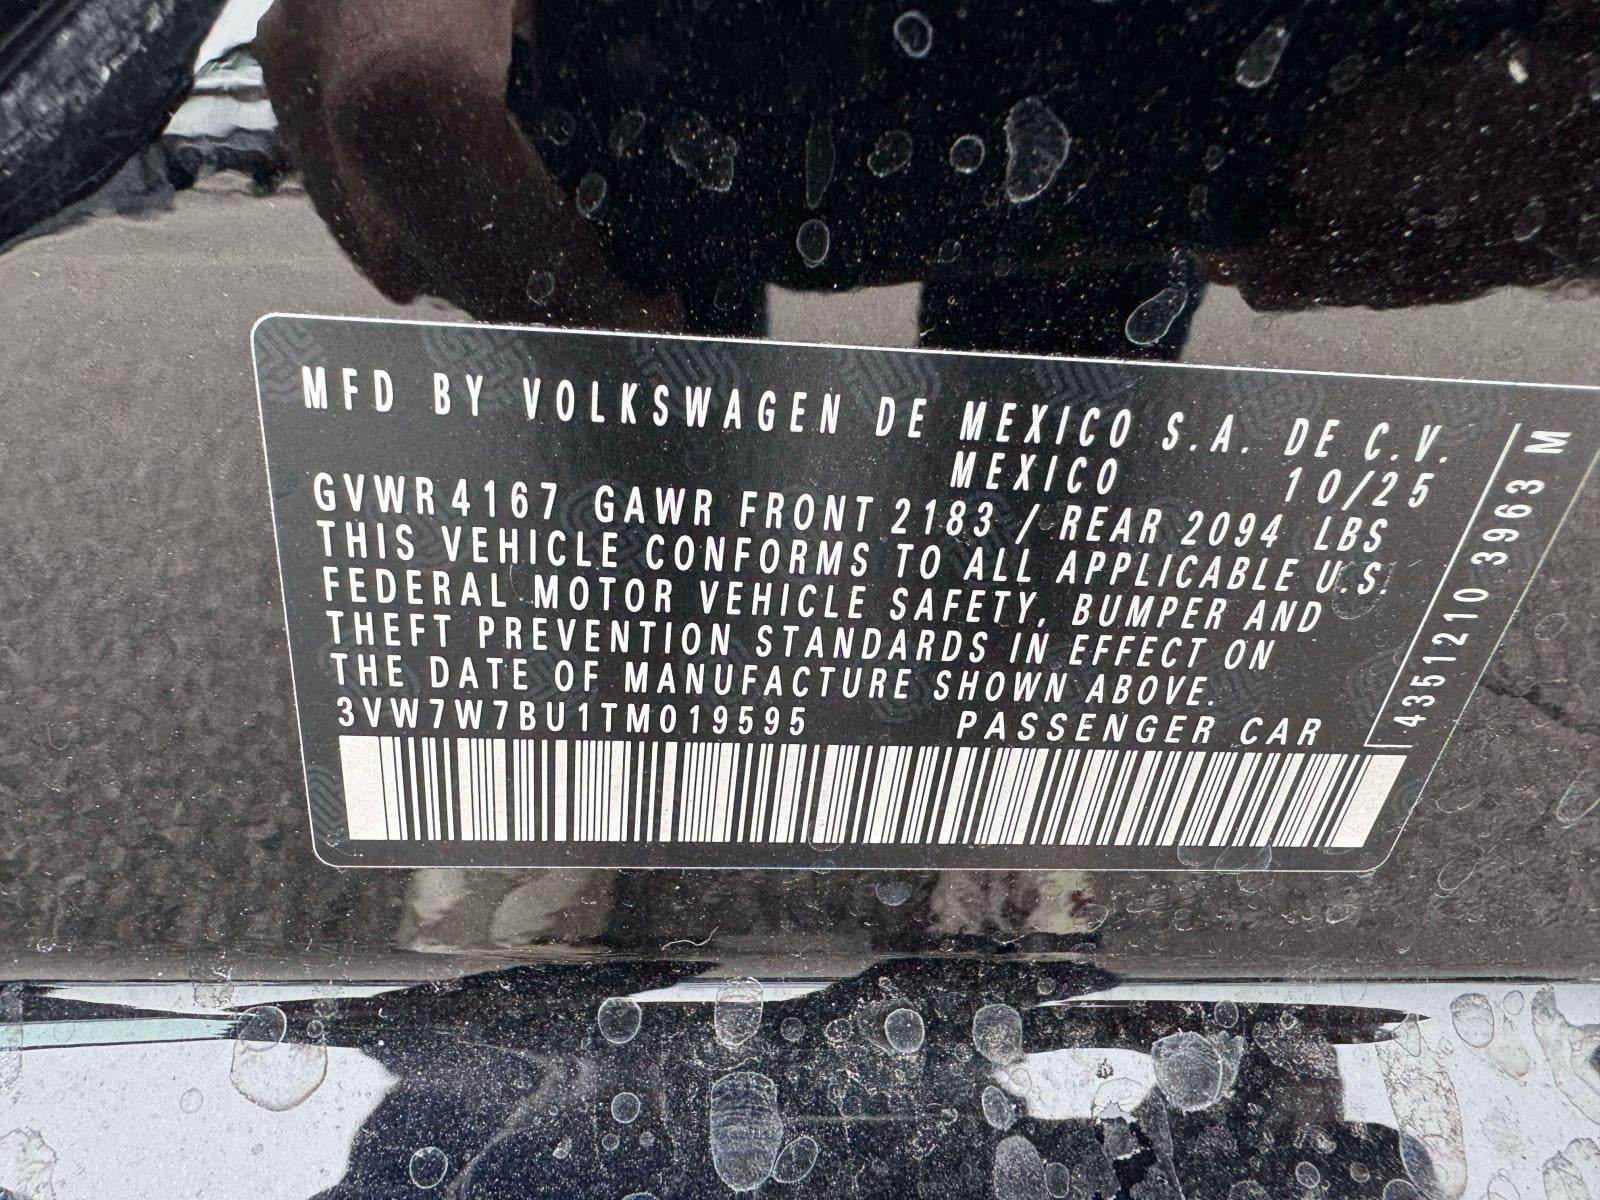 MFD BY VOLKSWAGEN DE MEXICO S.A. DE C.V.
MEXICO 10/25
GVWR 4167 GAWR FRONT 2183 / REAR 2094 LBS
THIS VEHICLE CONFORMS TO ALL APPLICABLE U.S.
FEDERAL MOTOR VEHICLE SAFETY, BUMPER AND
THEFT PREVENTION STANDARDS IN EFFECT ON
THE DATE OF MANUFACTURE SHOWN ABOVE.
3VW7W7BU1TM019595 PASSENGER CAR
4351210 3963 M